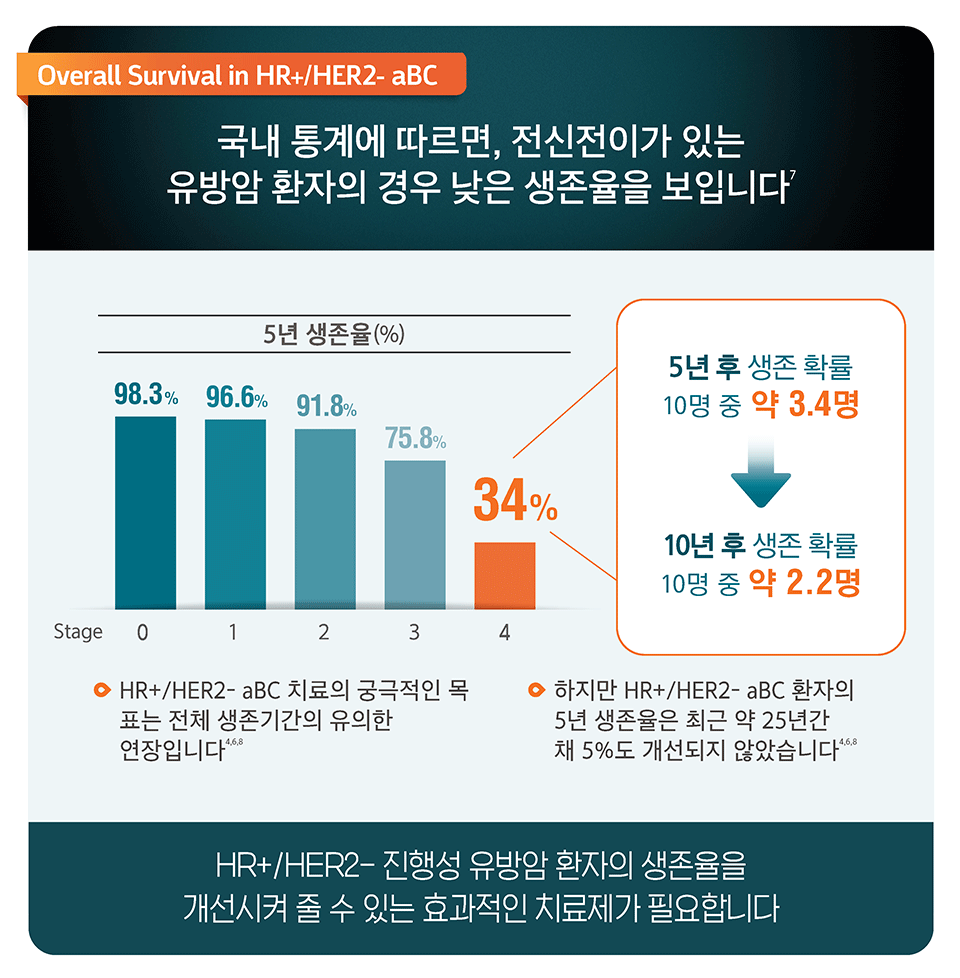 Overall Survival in HR+/HER2- aBC
국내 통계에 따르면, 전신전이가 있는
유방암 환자의 경우 낮은 생존율을 보입니다7
5년 생존율(%)
98.3%
96.6%
91.8%
75.8%
34%
Stage 0 1 2 3 4
5년 후 생존 확률
10명 중 약 3.4명
10년 후 생존 확률
10명 중 약 2.2명
HR+/HER2- aBC 치료의 궁극적인 목
표는 전체 생존기간의 유의한
연장입니다4,6,8
하지만 HR+/HER2- aBC 환자의
5년 생존율은 최근 약 25년간
채 5%도 개선되지 않았습니다4,6,8
HR+/HER2- 진행성 유방암 환자의 생존율을
개선시켜 줄 수 있는 효과적인 치료제가 필요합니다